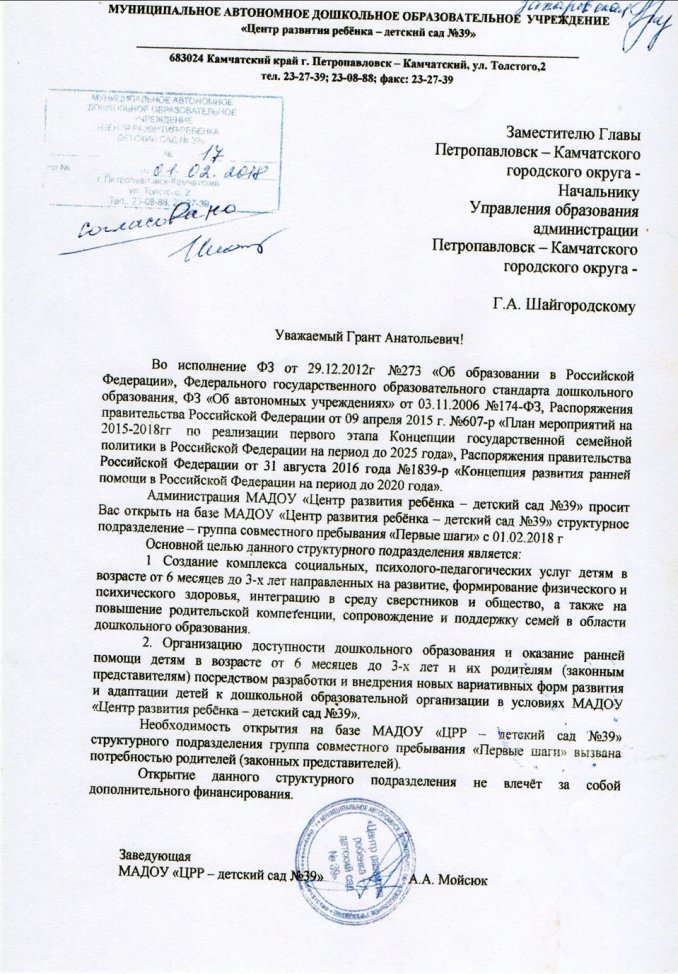 МУНИЦИПАЛЬНОЕ АВТОНОМНОЕ ДОШКОЛЬНОЕ ОБРАЗОВАТЕЛЬНОЕ УЧРЕЖДЕНИЕ
«Центр развития ребёнка – детский сад №39»
683024 Камчатский край г. Петропавловск – Камчатский, ул. Толстого,2
тел. 23-27-39; 23-08-88; факс: 23-27-39
МУНИЦИПАЛЬНОЕ АВТОНОМНОЕ
ДОШКОЛЬНОЕ ОБРАЗОВАТЕЛЬНОЕ
УЧРЕЖДЕНИЕ
«ЦЕНТР РАЗВИТИЯ РЕБЕНКА
ДЕТСКИЙ САД № 39»
№ 17
01.02.2018
г. Петропавловск-Камчатский
ул. Толстого, 2
Тел. 23-08-88, 23-27-39
согласовано
Заместителю Главы
Петропавловск – Камчатского
городского округа -
Начальнику
Управления образования
администрации
Петропавловск – Камчатского
городского округа -
Г.А. Шайгородскому
Уважаемый Грант Анатольевич!
Во исполнение ФЗ от 29.12.2012г №273 «Об образовании в Российской
Федерации», Федерального государственного образовательного стандарта дошкольного
образования, ФЗ «Об автономных учреждениях» от 03.11.2006 №174-ФЗ, Распоряжения
правительства Российской Федерации от 09 апреля 2015 г. №607-р «План мероприятий на
2015-2018гг по реализации первого этапа Концепции государственной семейной
политики в Российской Федерации на период до 2025 года», Распоряжения правительства
Российской Федерации от 31 августа 2016 года №1839-р «Концепция развития ранней
помощи в Российской Федерации на период до 2020 года».
Администрация МАДОУ «Центр развития ребёнка – детский сад №39» просит
Вас открыть на базе МАДОУ «Центр развития ребёнка – детский сад №39» структурное
подразделение – группа совместного пребывания «Первые шаги» с 01.02.2018 г
Основной целью данного структурного подразделения является:
1 Создание комплекса социальных, психолого-педагогических услуг детям в
возрасте от 6 месяцев до 3-х лет направленных на развитие, формирование физического и
психического здоровья, интеграцию в среду сверстников и общество, а также на
повышение родительской компетенции, сопровождение и поддержку семей в области
дошкольного образования.
2. Организацию доступности дошкольного образования и оказание ранней
помощи детям в возрасте от 6 месяцев до 3-х лет и их родителям (законным
представителям) посредством разработки и внедрения новых вариативных форм развития
и адаптации детей к дошкольной образовательной организации в условиях МАДОУ
«Центр развития ребёнка – детский сад №39».
Необходимость открытия на базе МАДОУ «ЦРР – детский сад №39»
структурного подразделения группа совместного пребывания «Первые шаги» вызвана
потребностью родителей (законных представителей).
Открытие данного структурного подразделения не влечёт за собой
дополнительного финансирования.
Заведующая
МАДОУ «ЦРР – детский сад №39» А.А. Мойсюк
«Центр развития
ребенка
детский сад
№ 39»